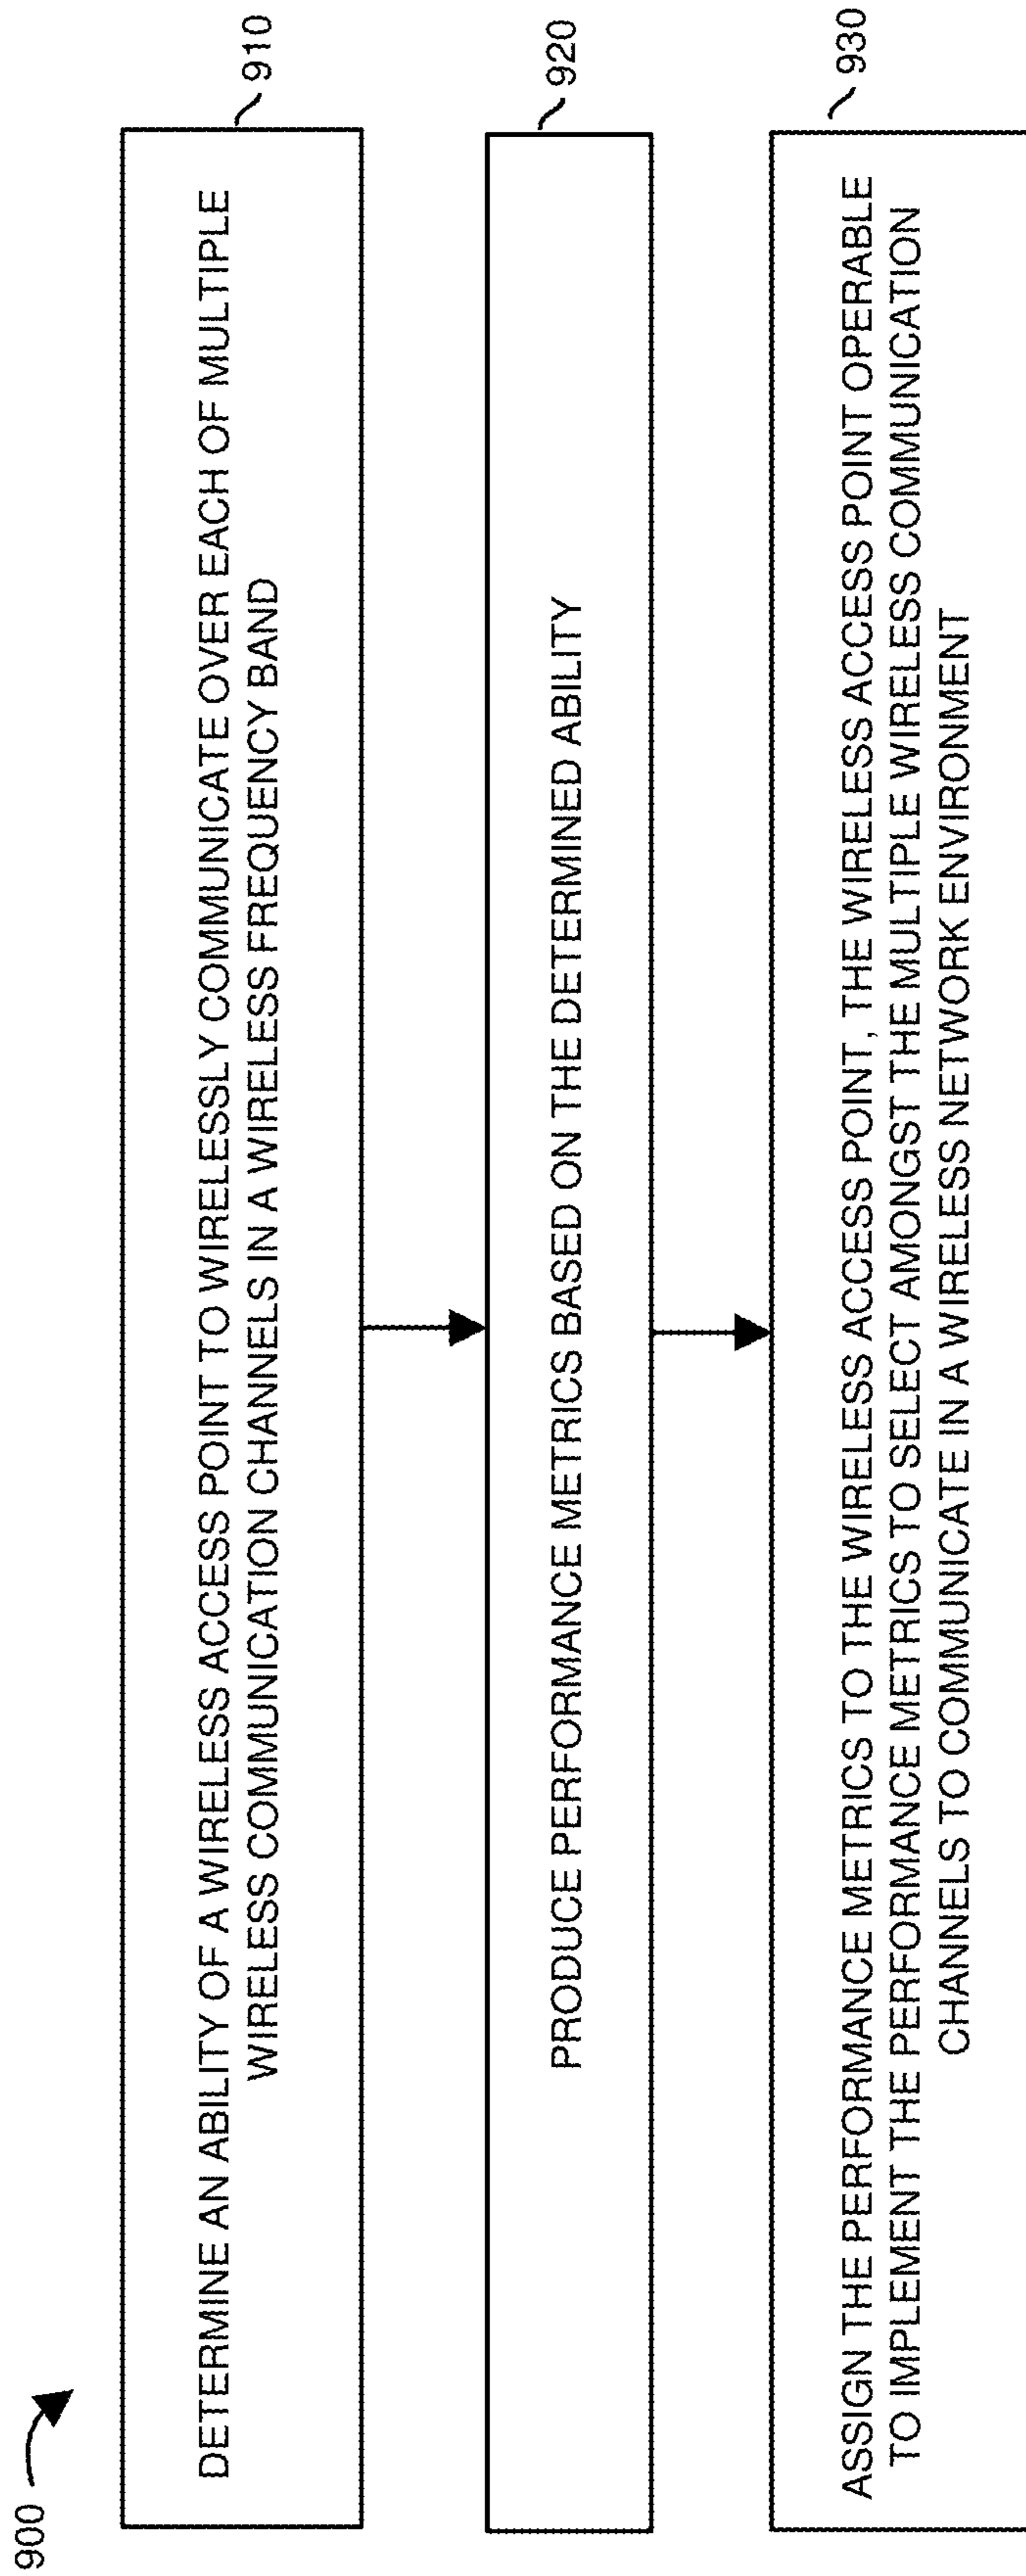 900
DETERMINE AN ABILITY OF A WIRELESS ACCESS POINT TO WIRELESSLY COMMUNICATE OVER EACH OF MULTIPLE
WIRELESS COMMUNICATION CHANNELS IN A WIRELESS FREQUENCY BAND
910
PRODUCE PERFORMANCE METRICS BASED ON THE DETERMINED ABILITY
920
ASSIGN THE PERFORMANCE METRICS TO THE WIRELESS ACCESS POINT, THE WIRELESS ACCESS POINT OPERABLE
TO IMPLEMENT THE PERFORMANCE METRICS TO SELECT AMONGST THE MULTIPLE WIRELESS COMMUNICATION
CHANNELS TO COMMUNICATE IN A WIRELESS NETWORK ENVIRONMENT
930